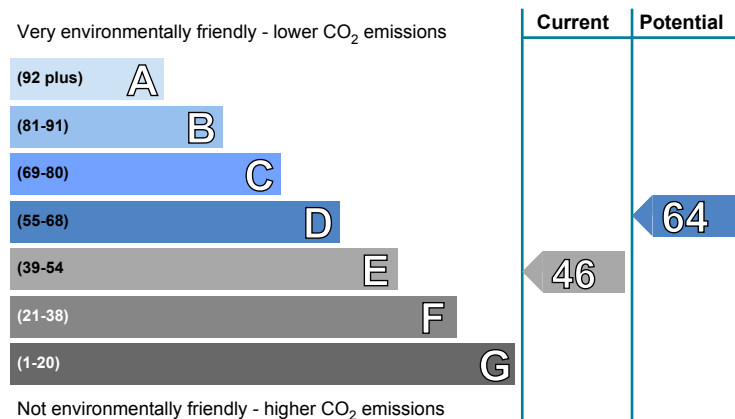 Very environmentally friendly - lower CO₂ emissions
Current
Potential
(92 plus) A
(81-91) B
(69-80) C
(55-68) D
64
(39-54 E
46
(21-38) F
(1-20) G
Not environmentally friendly - higher CO₂ emissions